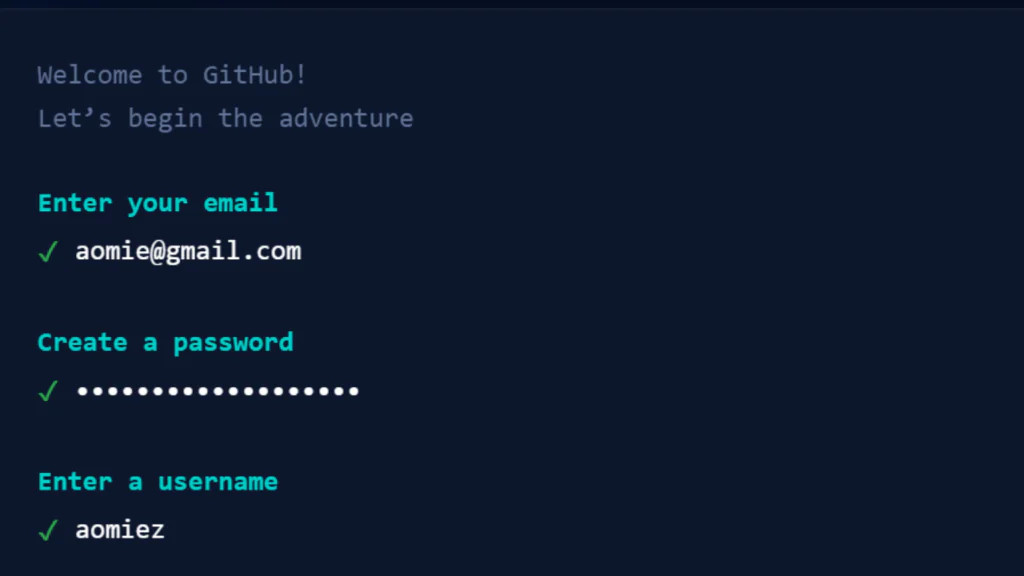 Welcome to GitHub!
Let’s begin the adventure
Enter your email
✓ aomie@gmail.com
Create a password
✓ •••••••••••••••••••
Enter a username
✓ aomiez